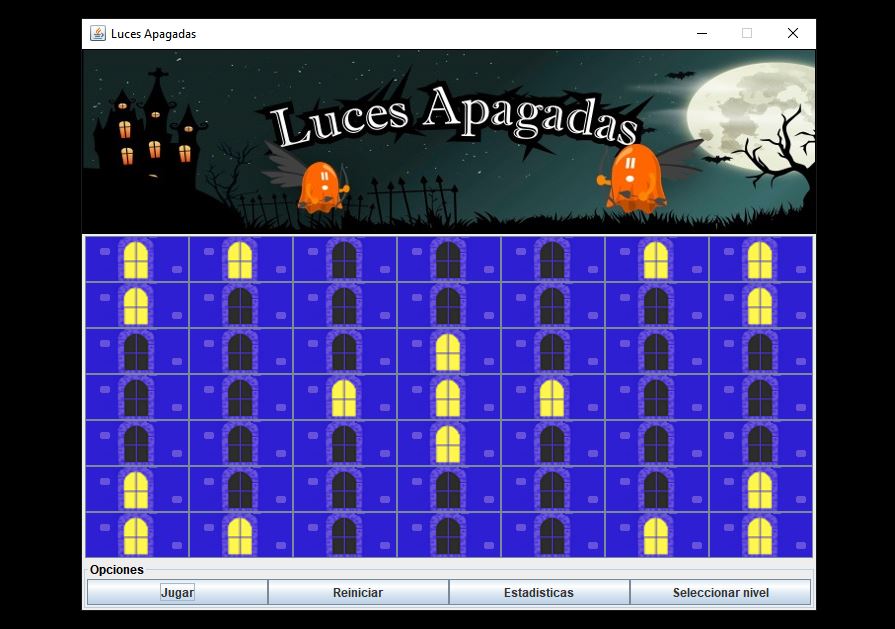 Luces Apagadas
Luces Apagadas
Opciones
Jugar
Reiniciar
Estadisticas
Seleccionar nivel